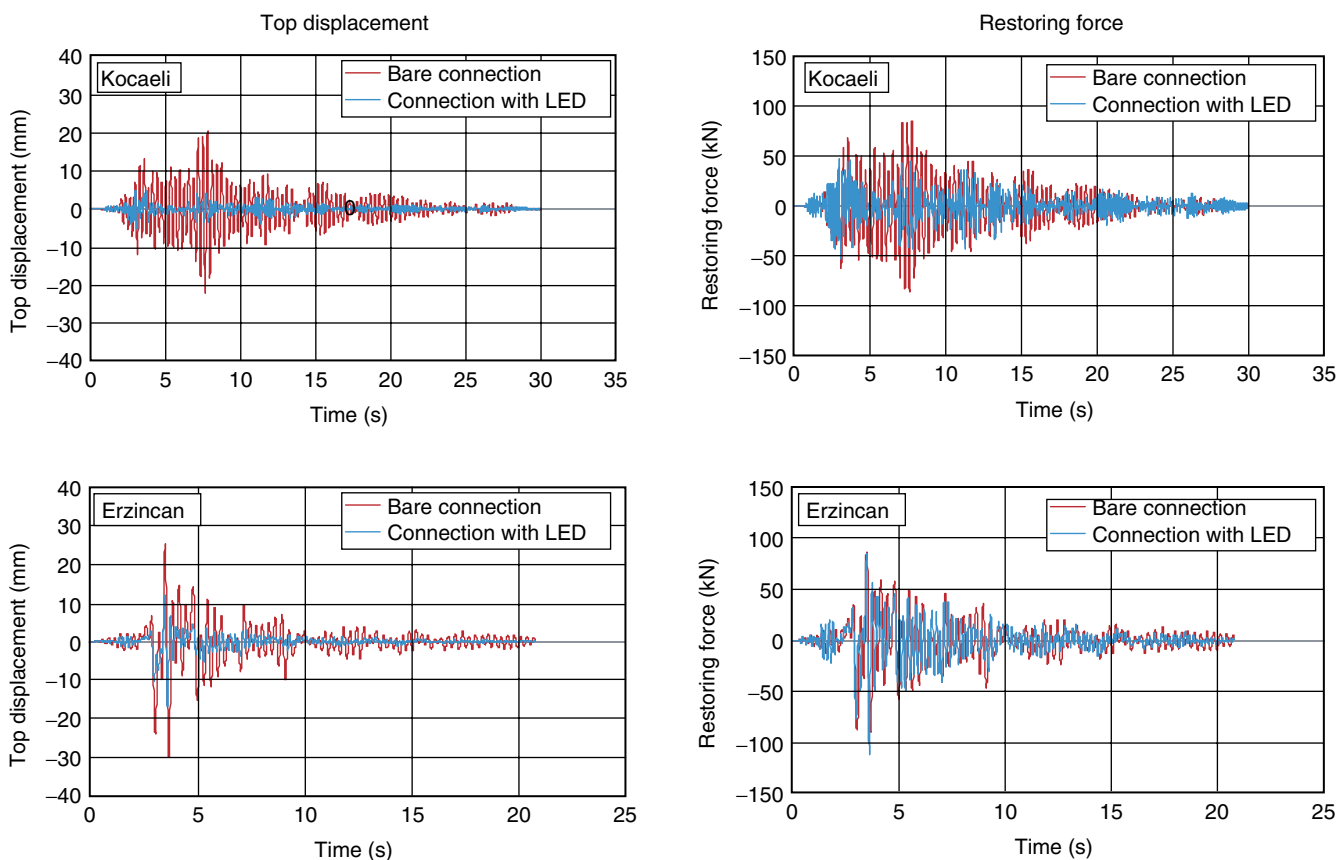 Top displacement
Restoring force
Top displacement (mm)
40
30
20
10
0
−10
−20
−30
−40
Kocaeli
Bare connection
Connection with LED
0
0 5 10 15 20 25 30 35
Time (s)
Restoring force (kN)
150
100
50
0
−50
−100
−150
Kocaeli
Bare connection
Connection with LED
0 5 10 15 20 25 30 35
Time (s)
Top displacement (mm)
40
30
20
10
0
−10
−20
−30
−40
Erzincan
Bare connection
Connection with LED
0 5 10 15 20 25
Time (s)
Restoring force (kN)
150
100
50
0
−50
−100
−150
Erzincan
Bare connection
Connection with LED
0 5 10 15 20 25
Time (s)